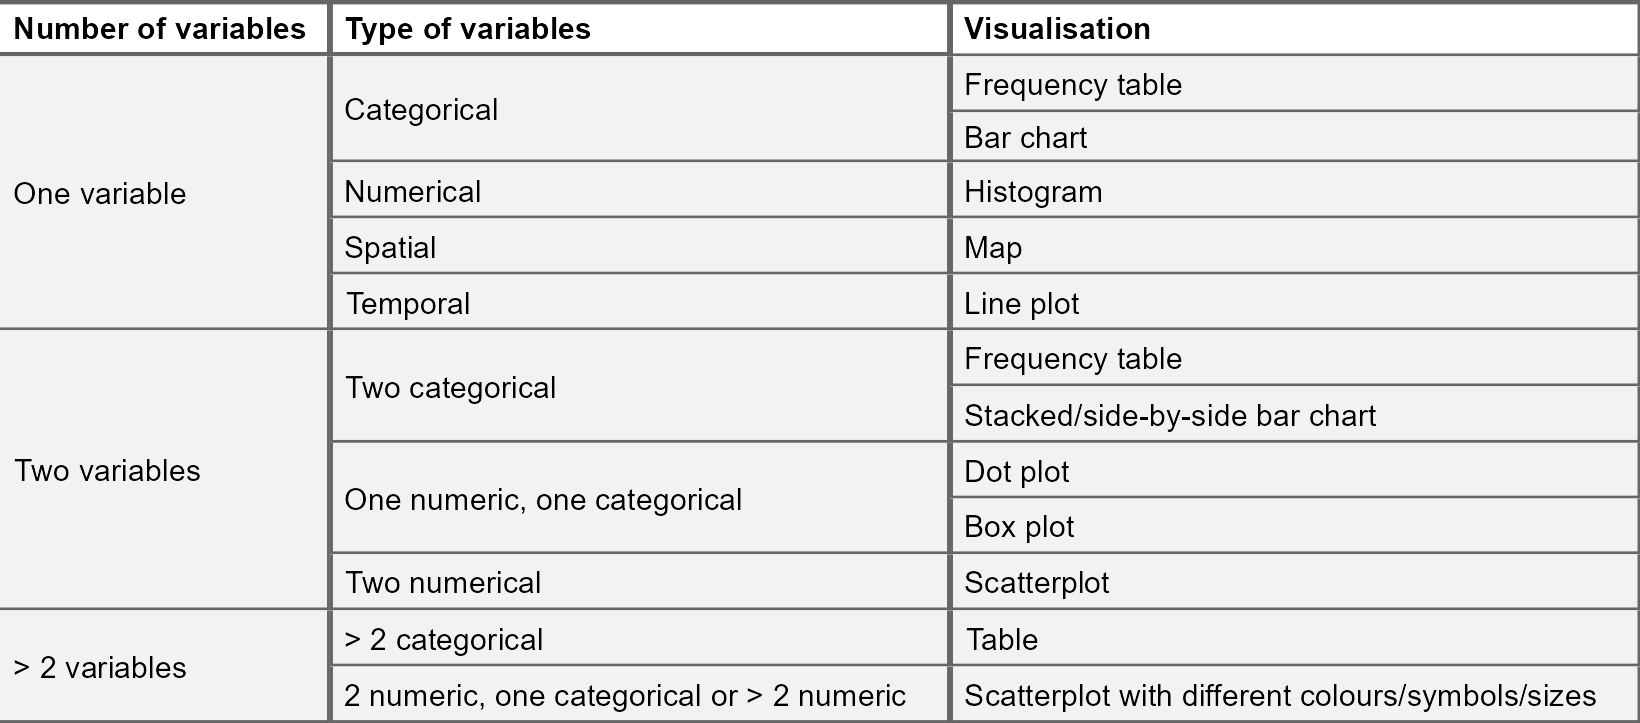 Number of variables Type of variables Visualisation
One variable Categorical Frequency table
Bar chart
Numerical Histogram
Spatial Map
Temporal Line plot
Two variables Two categorical Frequency table
Stacked/side-by-side bar chart
One numeric, one categorical Dot plot
Box plot
Two numerical Scatterplot
> 2 variables > 2 categorical Table
2 numeric, one categorical or > 2 numeric Scatterplot with different colours/symbols/sizes